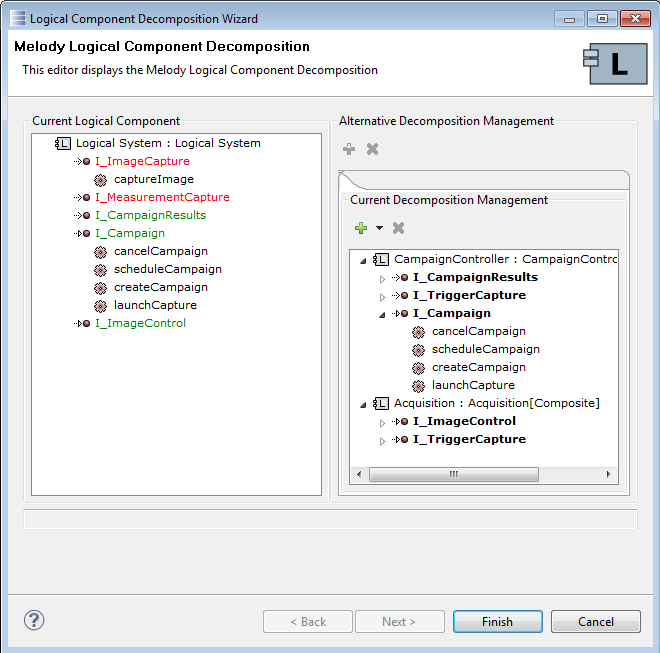 Logical Component Decomposition Wizard
Melody Logical Component Decomposition
This editor displays the Melody Logical Component Decomposition
L
Current Logical Component
Logical System : Logical System
I_ImageCapture
captureImage
I_MeasurementCapture
I_CampaignResults
I_Campaign
cancelCampaign
scheduleCampaign
createCampaign
launchCapture
I_ImageControl
Alternative Decomposition Management
Current Decomposition Management
CampaignController : CampaignContro
I_CampaignResults
I_TriggerCapture
I_Campaign
cancelCampaign
scheduleCampaign
createCampaign
launchCapture
Acquisition : Acquisition[Composite]
I_ImageControl
I_TriggerCapture
?
< Back
Next >
Finish
Cancel